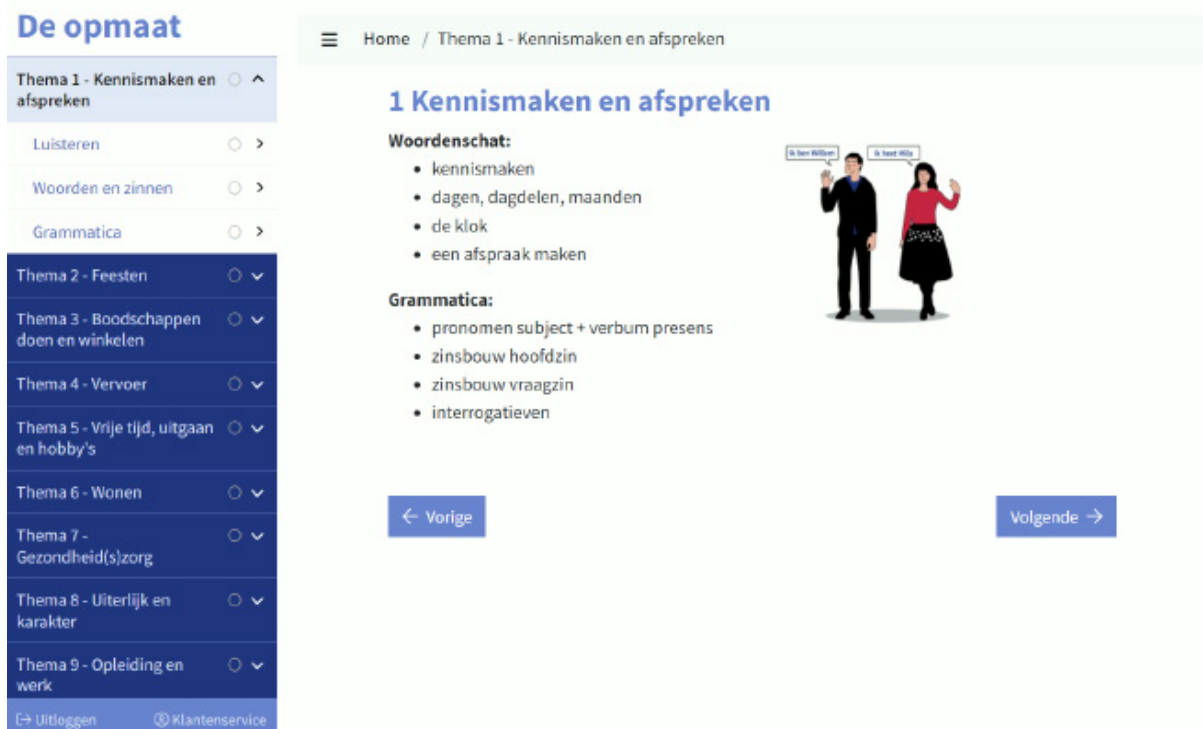 De opmaat
Thema 1 - Kennismaken en
afspreken
Luisteren
Woorden en zinnen
Grammatica
Thema 2 - Feesten
Thema 3 - Boodschappen
doen en winkelen
Thema 4 - Vervoer
Thema 5 - Vrije tijd, uitgaan
en hobby's
Thema 6 - Wonen
Thema 7 -
Gezondheid(s)zorg
Thema 8 - Uiterlijk en
karakter
Thema 9 - Opleiding en
werk
Uitloggen
Klantenservice
Home / Thema 1 - Kennismaken en afspreken
1 Kennismaken en afspreken
Woordenschat:
• kennismaken
• dagen, dagdelen, maanden
• de klok
• een afspraak maken
Grammatica:
• pronomen subject + verbum presens
• zinsbouw hoofdzin
• zinsbouw vraagzin
• interrogatieven
Ik ben Willem
Ik heet Mila
← Vorige
Volgende →